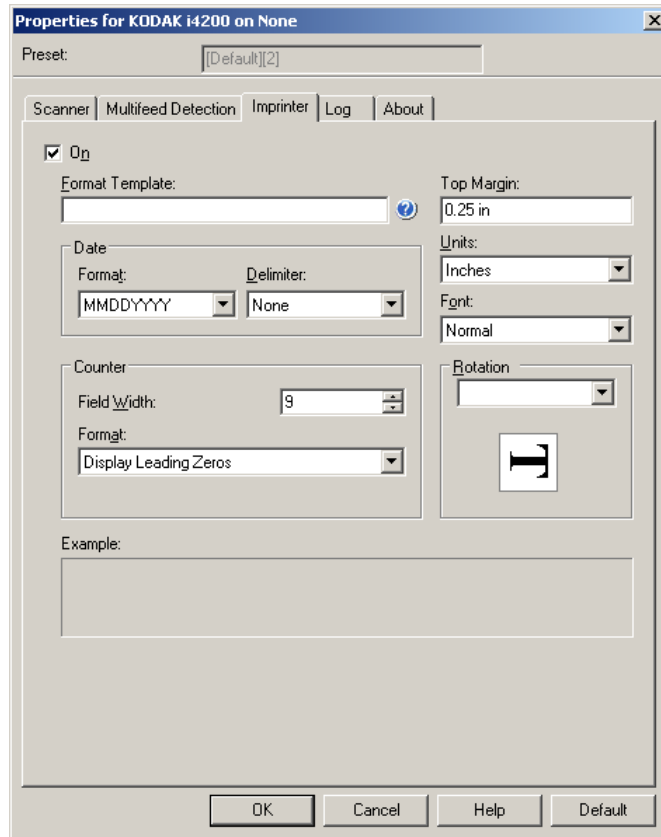 Properties for KODAK i4200 on None
Preset: [Default][2]
Scanner Multifeed Detection Imprinter Log About
On
Format Template: Top Margin:
0.25 in
Date Units:
Format: Delimiter: Inches
MMDDYYYY None Font:
Normal
Counter Rotation
Field Width: 9
Format:
Display Leading Zeros
Example:
OK Cancel Help Default